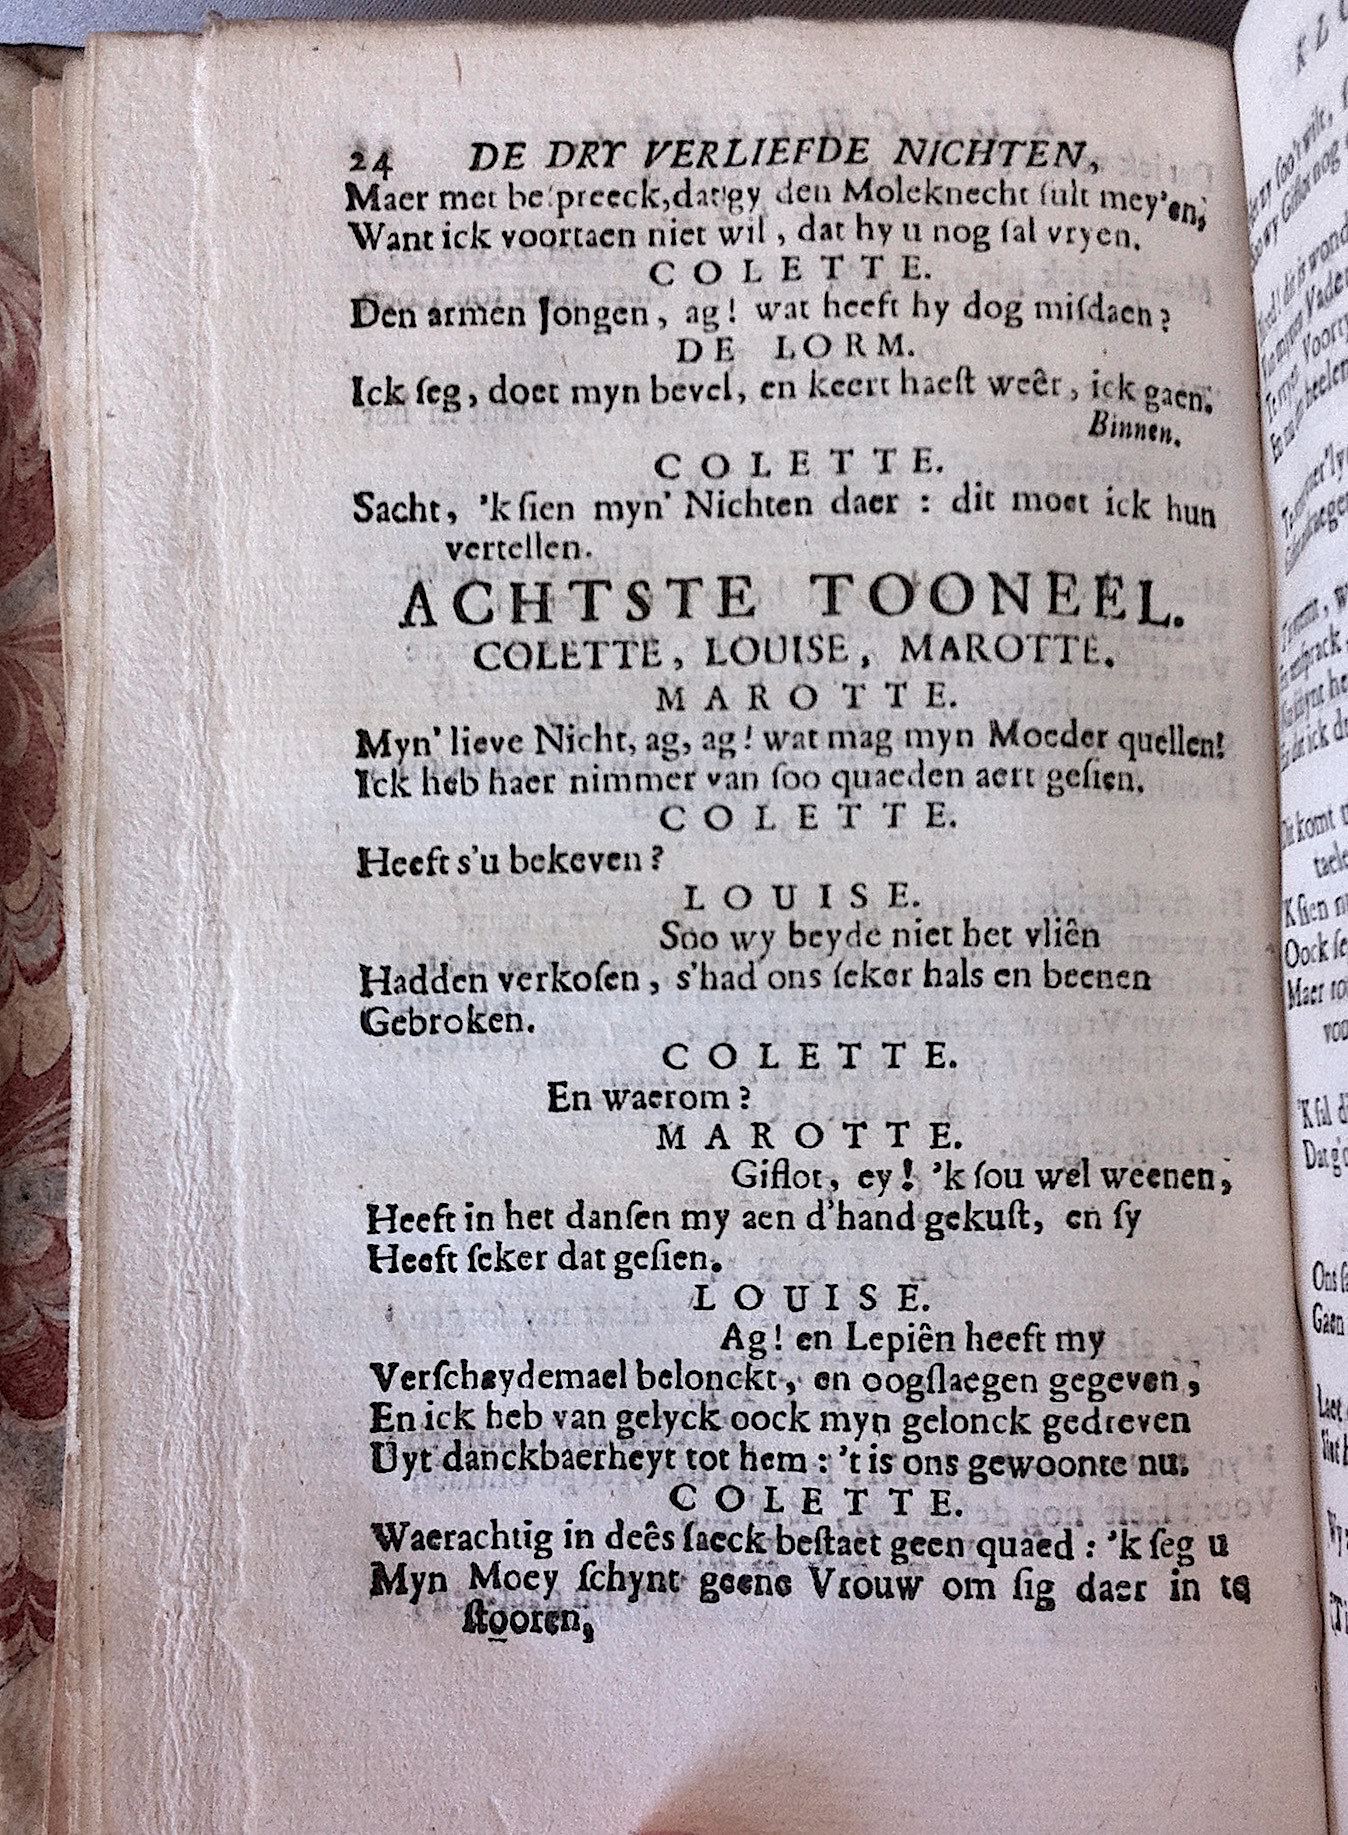 24 DE DRY VERLIEFDE NICHTEN,
Maer met beſpreeck, dat gy den Moleknecht ſult mey'en,
Want ick voortaen niet wil, dat hy u nog ſal vryen.
COLETTE.
Den armen Jongen, ag! wat heeft hy dog miſdaen?
DE LORM.
Ick ſeg, doet myn bevel, en keert haeſt weêr, ick gaen.
Binnen.
COLETTE.
Sacht, 'k ſien myn' Nichten daer: dit moet ick hun
vertellen.
ACHTSTE TOONEEL.
COLETTE, LOUISE, MAROTTE.
MAROTTE.
Myn' lieve Nicht, ag, ag! wat mag myn Moeder quellen!
Ick heb haer nimmer van ſoo quaeden aert geſien.
COLETTE.
Heeft s'u bekeven?
LOUISE.
Soo wy beyde niet het vliên
Hadden verkoſen, s'had ons ſeker hals en beenen
Gebroken.
COLETTE.
En waerom?
MAROTTE.
Giflot, ey! 'k ſou wel weenen,
Heeft in het danſen my aen d'hand gekuſt, en ſy
Heeft ſeker dat geſien.
LOUISE.
Ag! en Lepiên heeft my
Verſcheydemael belonckt, en oogſlaegen gegeven,
En ick heb van gelyck oock myn gelonck gedreven
Uyt danckbaerheyt tot hem: 't is ons gewoonte nu.
COLETTE.
Waerachtig in deês ſaeck beſtaet geen quaed: 'k ſeg u
Myn Moey ſchynt geene Vrouw om ſig daer in te
ſtooren,